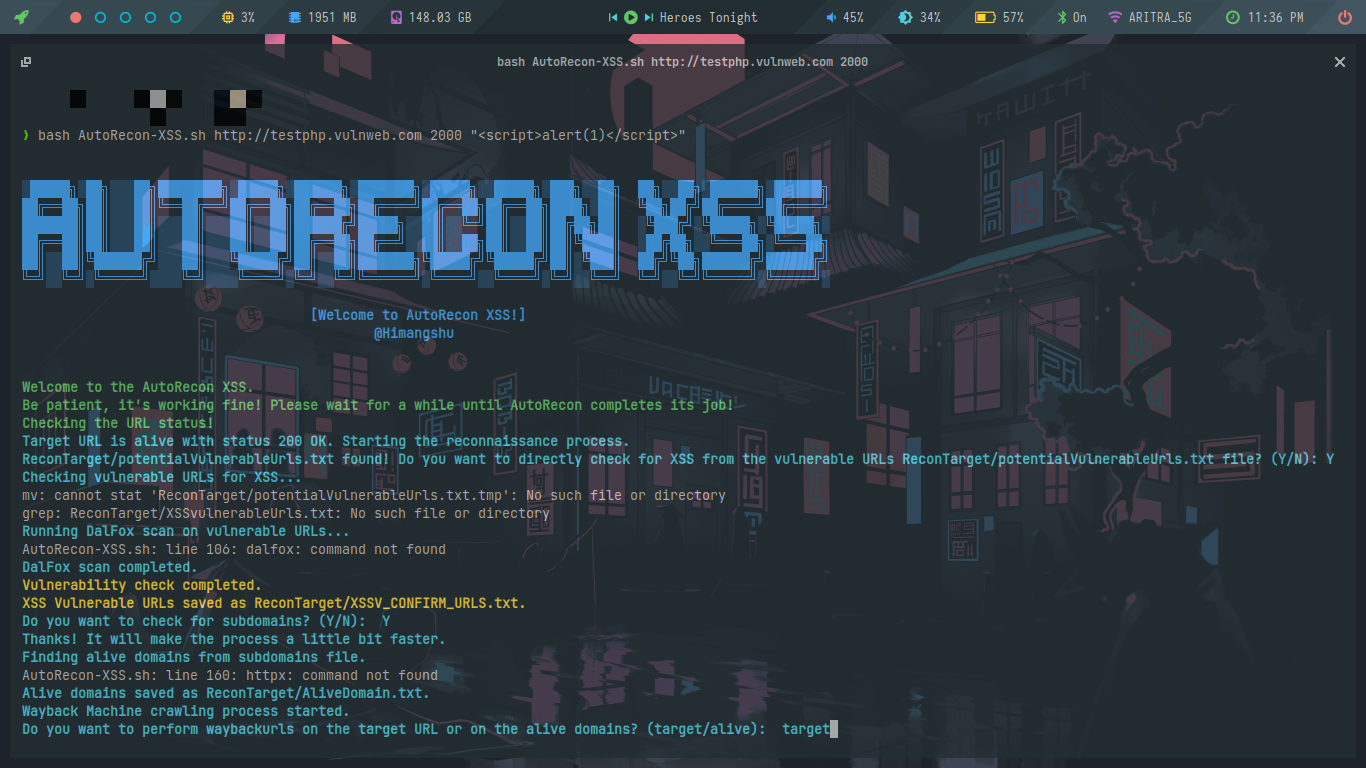 3% 1951 MB 148.03 GB Heroes Tonight 45% 34% 57% On ARITRA_5G 11:36 PM
bash AutoRecon-XSS.sh http://testphp.vulnweb.com 2000
❯ bash AutoRecon-XSS.sh http://testphp.vulnweb.com 2000 "<script>alert(1)</script>"
AUTORECON XSS
[Welcome to AutoRecon XSS!]
@Himangshu
Welcome to the AutoRecon XSS.
Be patient, it's working fine! Please wait for a while until AutoRecon completes its job!
Checking the URL status!
Target URL is alive with status 200 OK. Starting the reconnaissance process.
ReconTarget/potentialVulnerableUrls.txt found! Do you want to directly check for XSS from the vulnerable URLs ReconTarget/potentialVulnerableUrls.txt file? (Y/N): Y
Checking vulnerable URLs for XSS...
mv: cannot stat 'ReconTarget/potentialVulnerableUrls.txt.tmp': No such file or directory
grep: ReconTarget/XSSvulnerableUrls.txt: No such file or directory
Running DalFox scan on vulnerable URLs...
AutoRecon-XSS.sh: line 106: dalfox: command not found
DalFox scan completed.
Vulnerability check completed.
XSS Vulnerable URLs saved as ReconTarget/XSSV_CONFIRM_URLS.txt.
Do you want to check for subdomains? (Y/N): Y
Thanks! It will make the process a little bit faster.
Finding alive domains from subdomains file.
AutoRecon-XSS.sh: line 160: httpx: command not found
Alive domains saved as ReconTarget/AliveDomain.txt.
Wayback Machine crawling process started.
Do you want to perform waybackurls on the target URL or on the alive domains? (target/alive): target